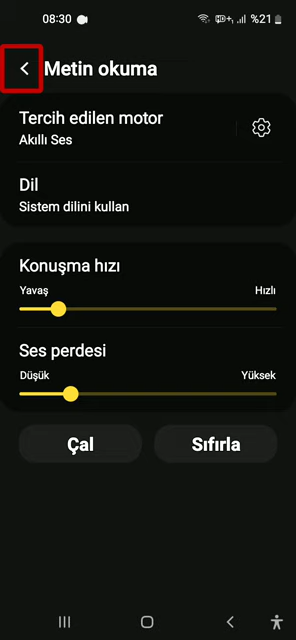 08:30 %21
Metin okuma
Tercih edilen motor
Akıllı Ses
Dil
Sistem dilini kullan
Konuşma hızı
Yavaş Hızlı
Ses perdesi
Düşük Yüksek
Çal Sıfırla